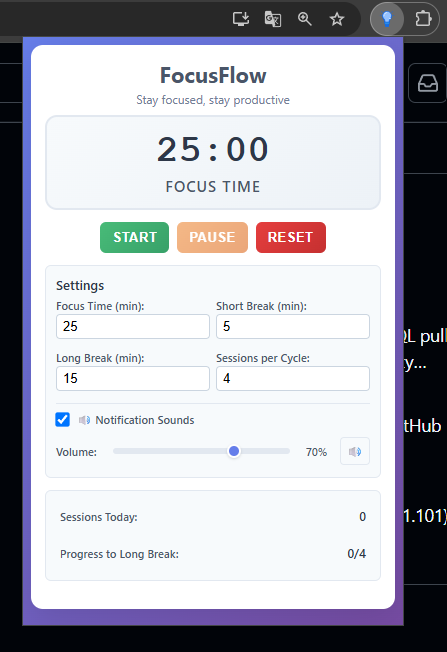 FocusFlow
Stay focused, stay productive
25:00
FOCUS TIME
START PAUSE RESET
Settings
Focus Time (min): Short Break (min):
25 5
Long Break (min): Sessions per Cycle:
15 4
Notification Sounds
Volume: 70%
Sessions Today: 0
Progress to Long Break: 0/4
QL pull
y...
tHub
1.101)